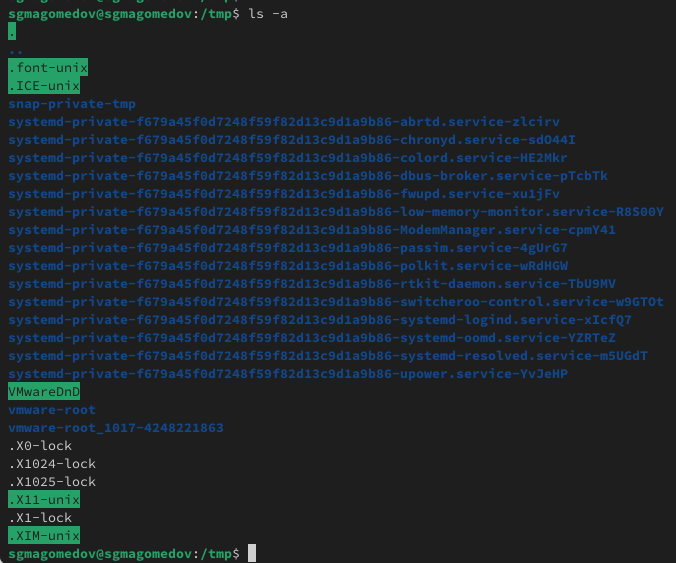 sgmagomedov@sgmagomedov:/tmp$ ls -a
.
..
.font-unix
.ICE-unix
snap-private-tmp
systemd-private-f679a45f0d7248f59f82d13c9d1a9b86-abrtd.service-zlcirv
systemd-private-f679a45f0d7248f59f82d13c9d1a9b86-chronyd.service-sdO44I
systemd-private-f679a45f0d7248f59f82d13c9d1a9b86-colord.service-HE2Mkr
systemd-private-f679a45f0d7248f59f82d13c9d1a9b86-dbus-broker.service-pTcbTk
systemd-private-f679a45f0d7248f59f82d13c9d1a9b86-fwupd.service-xu1jFv
systemd-private-f679a45f0d7248f59f82d13c9d1a9b86-low-memory-monitor.service-R8S00Y
systemd-private-f679a45f0d7248f59f82d13c9d1a9b86-ModemManager.service-cpmY41
systemd-private-f679a45f0d7248f59f82d13c9d1a9b86-passim.service-4gUrG7
systemd-private-f679a45f0d7248f59f82d13c9d1a9b86-polkit.service-wRdHGW
systemd-private-f679a45f0d7248f59f82d13c9d1a9b86-rtkit-daemon.service-TbU9MV
systemd-private-f679a45f0d7248f59f82d13c9d1a9b86-switcheroo-control.service-w9GTOt
systemd-private-f679a45f0d7248f59f82d13c9d1a9b86-systemd-logind.service-xIcfQ7
systemd-private-f679a45f0d7248f59f82d13c9d1a9b86-systemd-oomd.service-YZRTeZ
systemd-private-f679a45f0d7248f59f82d13c9d1a9b86-systemd-resolved.service-m5UGdT
systemd-private-f679a45f0d7248f59f82d13c9d1a9b86-upower.service-YvJeHP
VMwareDnD
vmware-root
vmware-root_1017-4248221863
.X0-lock
.X1024-lock
.X1025-lock
.X11-unix
.X1-lock
.XIM-unix
sgmagomedov@sgmagomedov:/tmp$